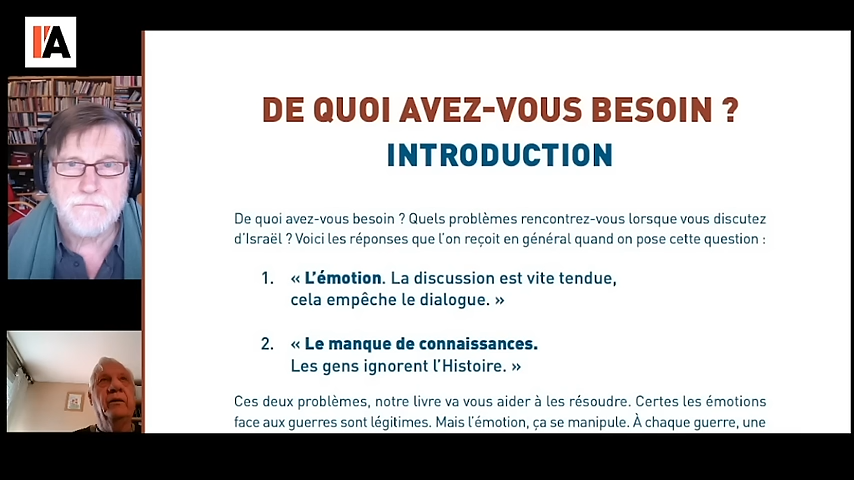 I'A
DE QUOI AVEZ-VOUS BESOIN ?
INTRODUCTION
De quoi avez-vous besoin ? Quels problèmes rencontrez-vous lorsque vous discutez
d'Israël ? Voici les réponses que l'on reçoit en général quand on pose cette question :
1. « L'émotion. La discussion est vite tendue,
cela empêche le dialogue. »
2. « Le manque de connaissances.
Les gens ignorent l'Histoire. »
Ces deux problèmes, notre livre va vous aider à les résoudre. Certes les émotions
face aux guerres sont légitimes. Mais l'émotion, ça se manipule. À chaque guerre, une